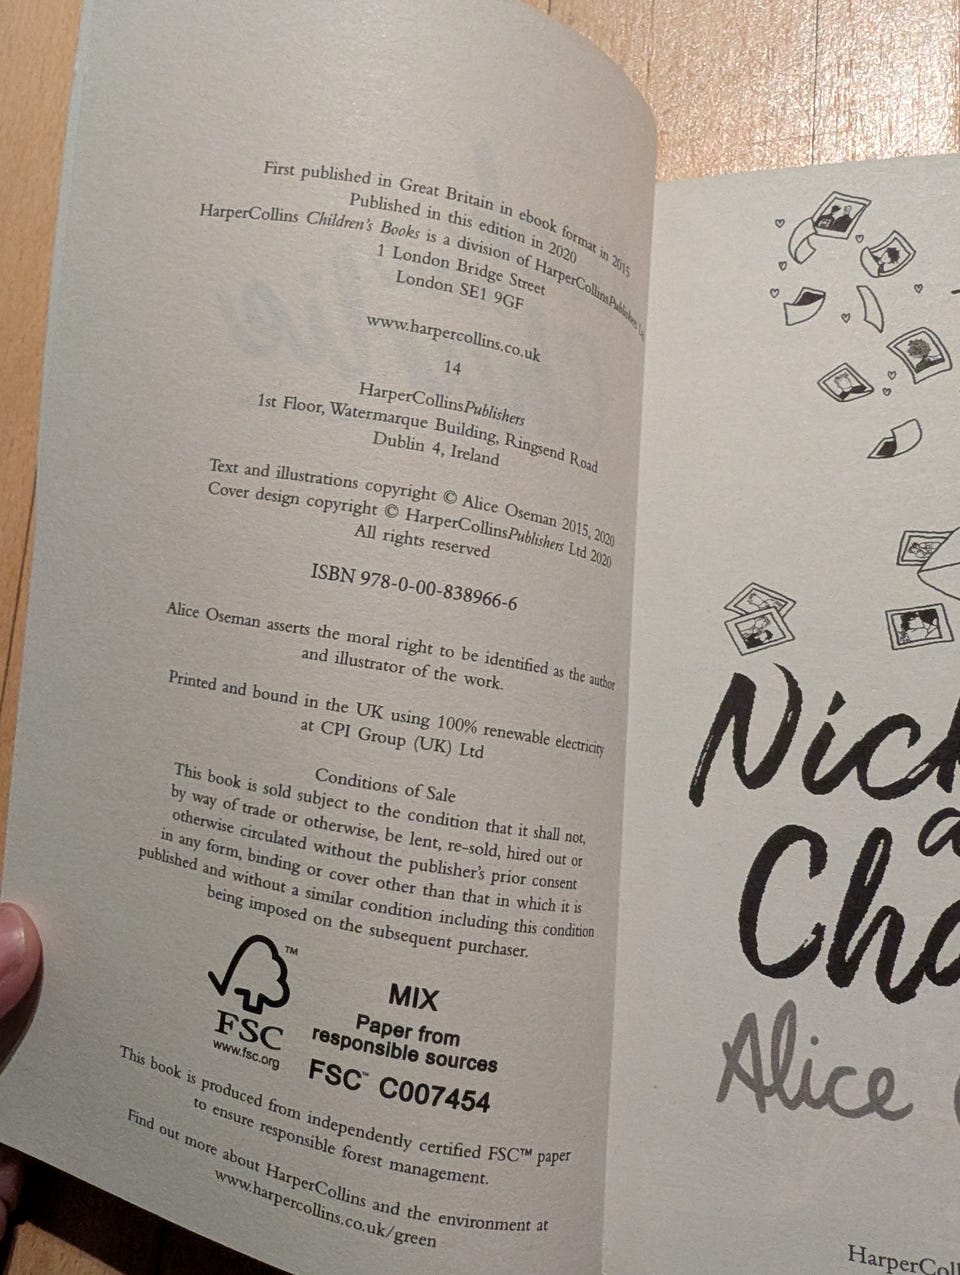 First published in Great Britain in ebook format in 2015
Published in this edition in 2020
HarperCollins Children's Books is a division of HarperCollinsPublishers Ltd
1 London Bridge Street
London SE1 9GF
www.harpercollins.co.uk
14
HarperCollinsPublishers
1st Floor, Watermarque Building, Ringsend Road
Dublin 4, Ireland
Text and illustrations copyright © Alice Oseman 2015, 2020
Cover design copyright © HarperCollinsPublishers Ltd 2020
All rights reserved
ISBN 978-0-00-838966-6
Alice Oseman asserts the moral right to be identified as the author
and illustrator of the work.
Printed and bound in the UK using 100% renewable electricity
at CPI Group (UK) Ltd
Conditions of Sale
This book is sold subject to the condition that it shall not,
by way of trade or otherwise, be lent, re-sold, hired out or
otherwise circulated without the publisher's prior consent
in any form, binding or cover other than that in which it is
published and without a similar condition including this condition
being imposed on the subsequent purchaser.
TM
FSC
www.fsc.org
MIX
Paper from
responsible sources
FSC™ C007454
This book is produced from independently certified FSC™ paper
to ensure responsible forest management.
Find out more about HarperCollins and the environment at
www.harpercollins.co.uk/green
Nick
a
Cha
Alice
HarperColl